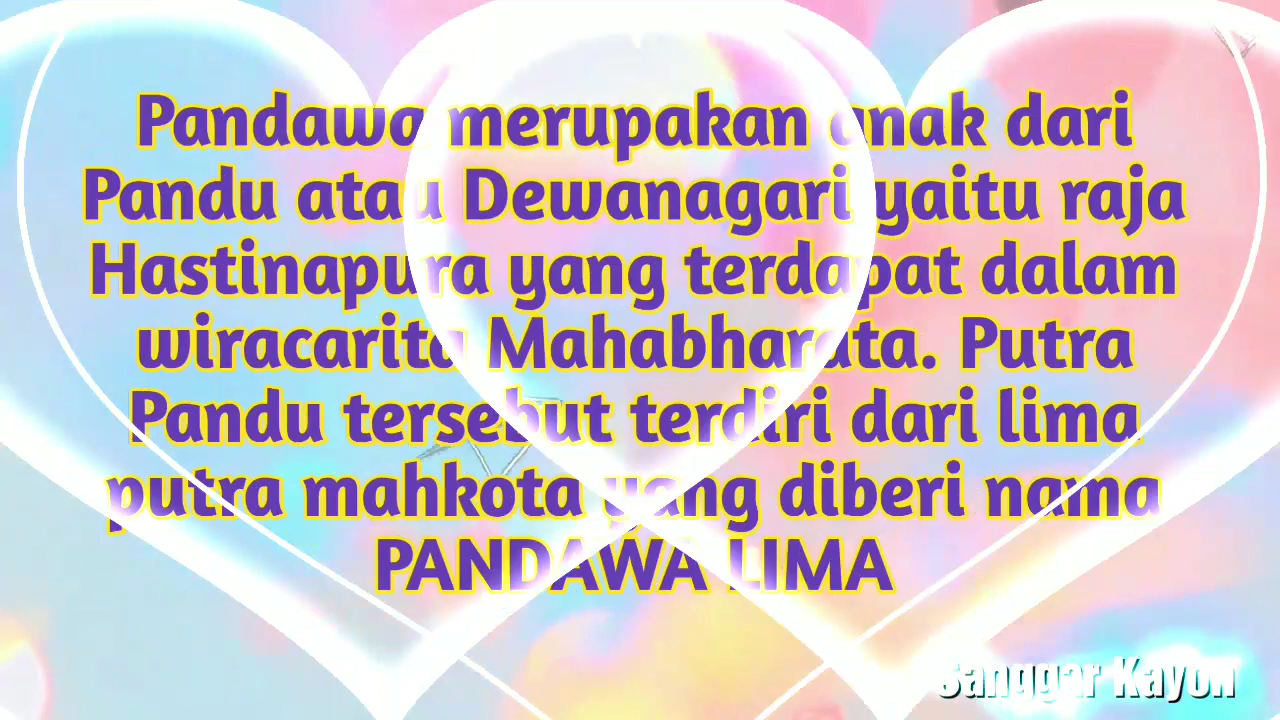 Pandawa merupakan anak dari
Pandu atau Dewanagari yaitu raja
Hastinapura yang terdapat dalam
wiracarita Mahabharata. Putra
Pandu tersebut terdiri dari lima
putra mahkota yang diberi nama
PANDAWA LIMA
Sanggar Kayon